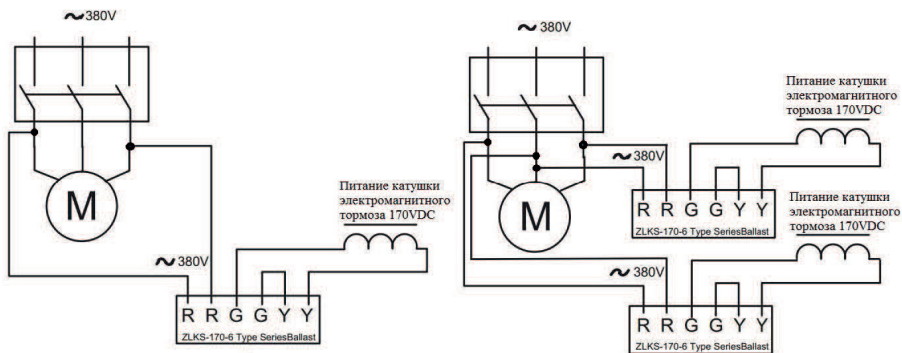 ~380V
M
Питание катушки
электромагнитного
тормоза 170VDC
~380V
R R G G Y Y
ZLKS-170-6 Type SeriesBallast
~380V
M
Питание катушки
электромагнитного
тормоза 170VDC
~380V
R R G G Y Y
ZLKS-170-6 Type SeriesBallast
Питание катушки
электромагнитного
тормоза 170VDC
~380V
R R G G Y Y
ZLKS-170-6 Type SeriesBallast